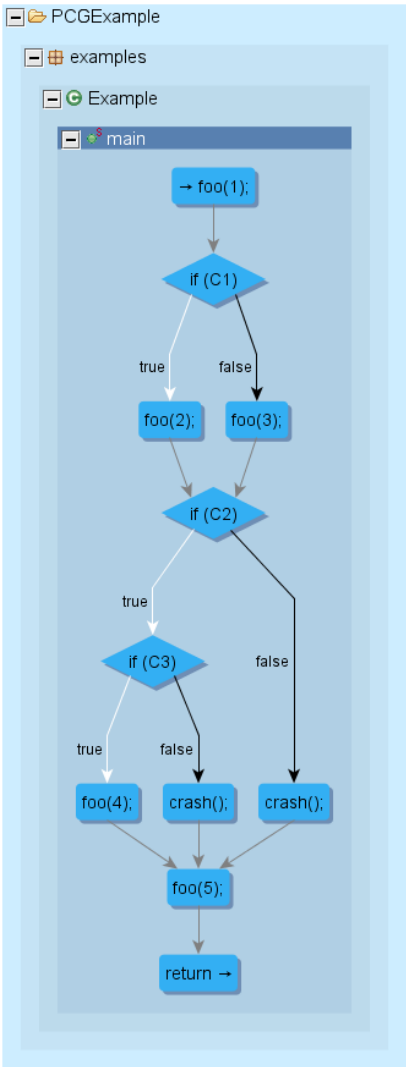 PCGExample
examples
Example
main
→ foo(1);
if (C1)
true
false
foo(2);
foo(3);
if (C2)
true
if (C3)
false
true
false
foo(4);
crash();
crash();
foo(5);
return →